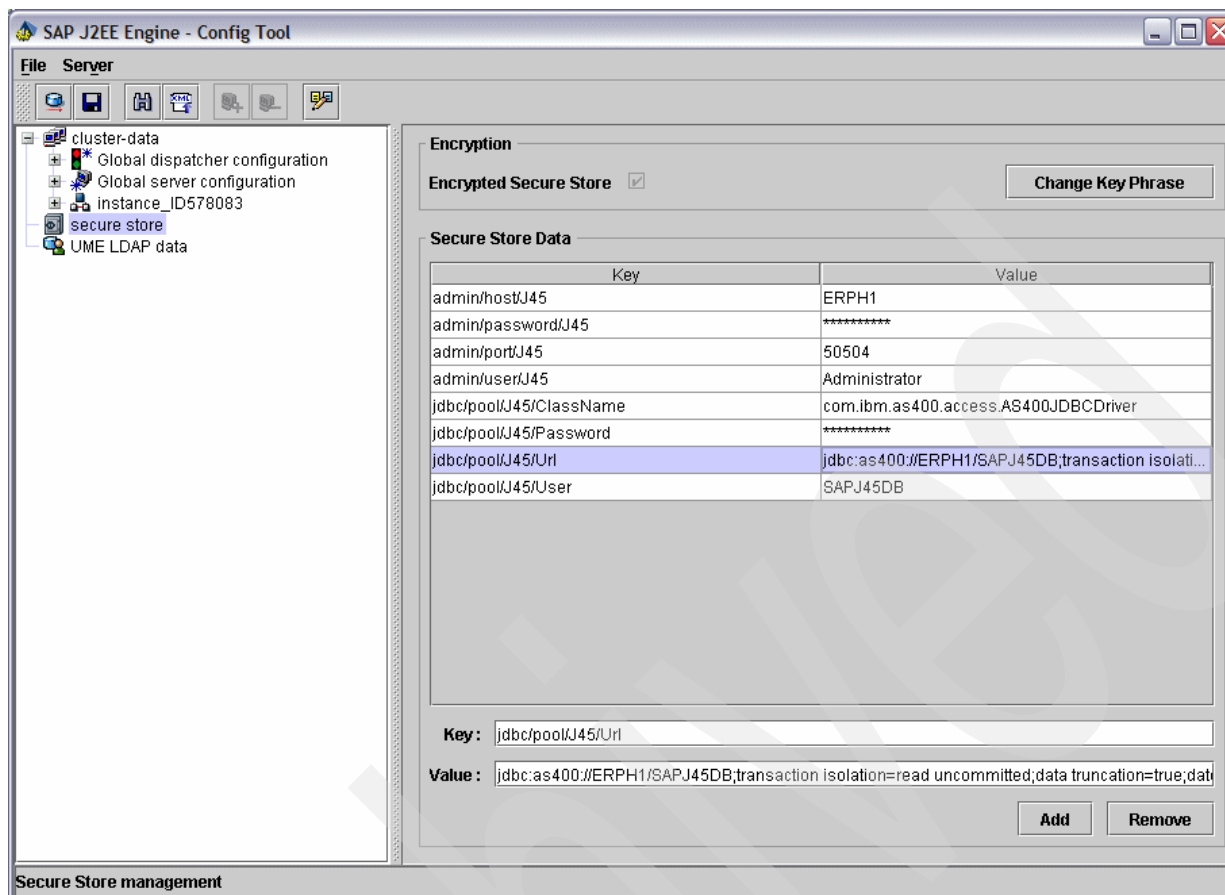 SAP J2EE Engine - Config Tool
File Server
cluster-data
Global dispatcher configuration
Global server configuration
instance_ID578083
secure store
UME LDAP data
Encryption
Encrypted Secure Store
Change Key Phrase
Secure Store Data
Key Value
admin/host/J45 ERPH1
admin/password/J45 **********
admin/port/J45 50504
admin/user/J45 Administrator
jdbc/pool/J45/ClassName com.ibm.as400.access.AS400JDBCDriver
jdbc/pool/J45/Password **********
jdbc/pool/J45/Url jdbc:as400://ERPH1/SAPJ45DB;transaction isolati...
jdbc/pool/J45/User SAPJ45DB
Key : jdbc/pool/J45/Url
Value : jdbc:as400://ERPH1/SAPJ45DB;transaction isolation=read uncommitted;data truncation=true;dat
Add Remove
Secure Store management